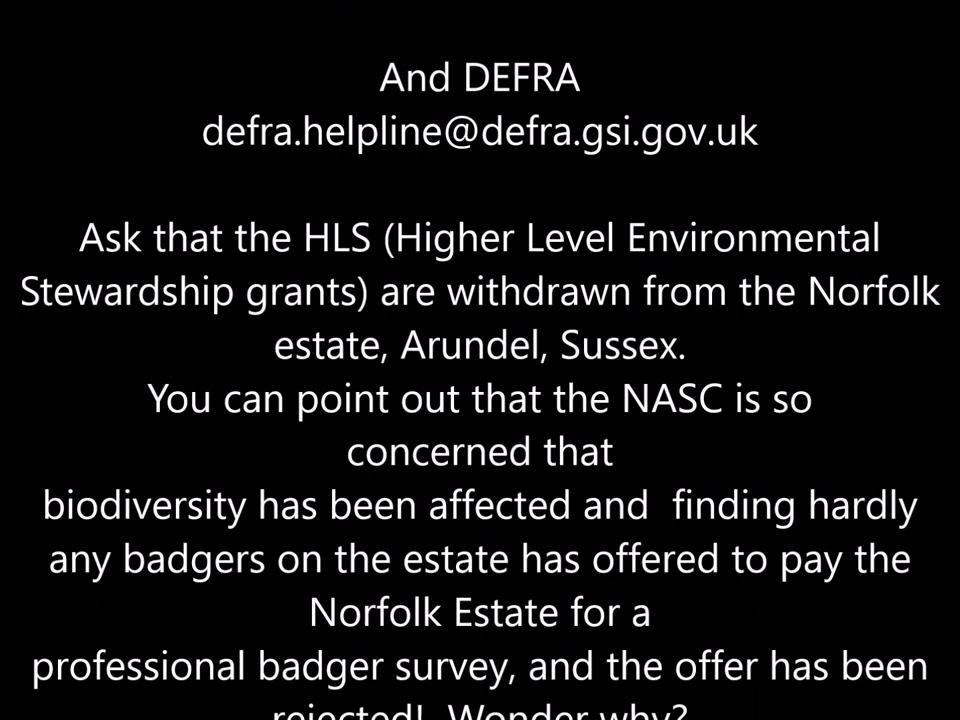 And DEFRA
defra.helpline@defra.gsi.gov.uk
Ask that the HLS (Higher Level Environmental
Stewardship grants) are withdrawn from the Norfolk
estate, Arundel, Sussex.
You can point out that the NASC is so
concerned that
biodiversity has been affected and  finding hardly
any badgers on the estate has offered to pay the
Norfolk Estate for a
professional badger survey, and the offer has been
rejected!  Wonder why?